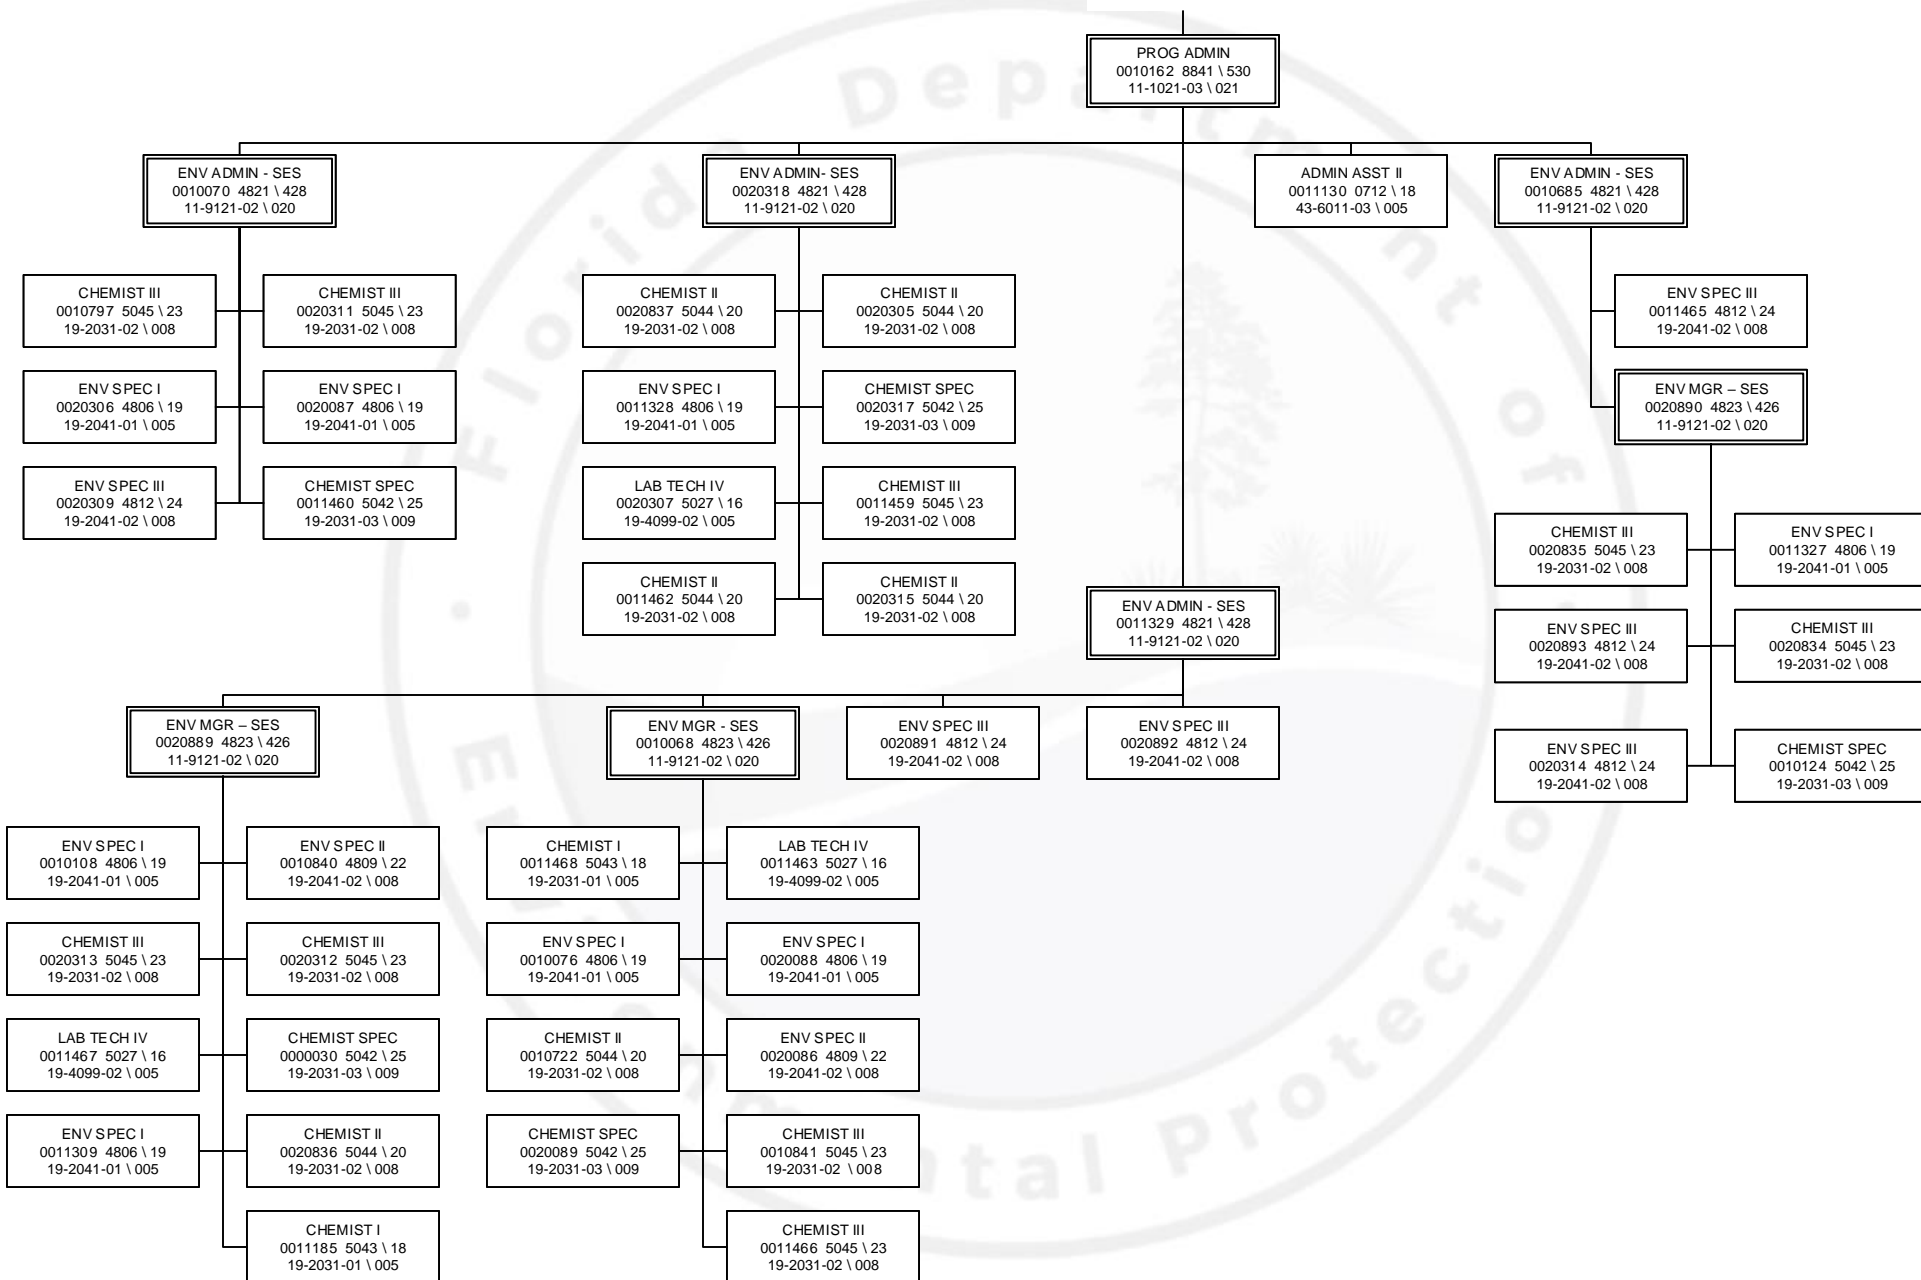 PROG ADMIN
0010162 8841 \ 530
11-1021-03 \ 021
ENV ADMIN - SES
0010070 4821 \ 428
11-9121-02 \ 020
ENV ADMIN- SES
0020318 4821 \ 428
11-9121-02 \ 020
ADMIN ASST II
0011130 0712 \ 18
43-6011-03 \ 005
ENV ADMIN - SES
0010685 4821 \ 428
11-9121-02 \ 020
CHEMIST III
0010797 5045 \ 23
19-2031-02 \ 008
CHEMIST III
0020311 5045 \ 23
19-2031-02 \ 008
CHEMIST II
0020837 5044 \ 20
19-2031-02 \ 008
CHEMIST II
0020305 5044 \ 20
19-2031-02 \ 008
ENV SPEC III
0011465 4812 \ 24
19-2041-02 \ 008
ENV SPEC I
0020306 4806 \ 19
19-2041-01 \ 005
ENV SPEC I
0020087 4806 \ 19
19-2041-01 \ 005
ENV SPEC I
0011328 4806 \ 19
19-2041-01 \ 005
CHEMIST SPEC
0020317 5042 \ 25
19-2031-03 \ 009
ENV MGR – SES
0020890 4823 \ 426
11-9121-02 \ 020
ENV SPEC III
0020309 4812 \ 24
19-2041-02 \ 008
CHEMIST SPEC
0011460 5042 \ 25
19-2031-03 \ 009
LAB TECH IV
0020307 5027 \ 16
19-4099-02 \ 005
CHEMIST III
0011459 5045 \ 23
19-2031-02 \ 008
CHEMIST III
0020835 5045 \ 23
19-2031-02 \ 008
ENV SPEC I
0011327 4806 \ 19
19-2041-01 \ 005
CHEMIST II
0011462 5044 \ 20
19-2031-02 \ 008
CHEMIST II
0020315 5044 \ 20
19-2031-02 \ 008
ENV ADMIN - SES
0011329 4821 \ 428
11-9121-02 \ 020
ENV SPEC III
0020893 4812 \ 24
19-2041-02 \ 008
CHEMIST III
0020834 5045 \ 23
19-2031-02 \ 008
ENV MGR – SES
0020889 4823 \ 426
11-9121-02 \ 020
ENV MGR - SES
0010068 4823 \ 426
11-9121-02 \ 020
ENV SPEC III
0020891 4812 \ 24
19-2041-02 \ 008
ENV SPEC III
0020892 4812 \ 24
19-2041-02 \ 008
ENV SPEC III
0020314 4812 \ 24
19-2041-02 \ 008
CHEMIST SPEC
0010124 5042 \ 25
19-2031-03 \ 009
ENV SPEC I
0010108 4806 \ 19
19-2041-01 \ 005
ENV SPEC II
0010840 4809 \ 22
19-2041-02 \ 008
CHEMIST I
0011468 5043 \ 18
19-2031-01 \ 005
LAB TECH IV
0011463 5027 \ 16
19-4099-02 \ 005
CHEMIST III
0020313 5045 \ 23
19-2031-02 \ 008
CHEMIST III
0020312 5045 \ 23
19-2031-02 \ 008
ENV SPEC I
0010076 4806 \ 19
19-2041-01 \ 005
ENV SPEC I
0020088 4806 \ 19
19-2041-01 \ 005
LAB TECH IV
0011467 5027 \ 16
19-4099-02 \ 005
CHEMIST SPEC
0000030 5042 \ 25
19-2031-03 \ 009
CHEMIST II
0010722 5044 \ 20
19-2031-02 \ 008
ENV SPEC II
0020086 4809 \ 22
19-2041-02 \ 008
ENV SPEC I
0011309 4806 \ 19
19-2041-01 \ 005
CHEMIST II
0020836 5044 \ 20
19-2031-02 \ 008
CHEMIST SPEC
0020089 5042 \ 25
19-2031-03 \ 009
CHEMIST III
0010841 5045 \ 23
19-2031-02 \ 008
CHEMIST I
0011185 5043 \ 18
19-2031-01 \ 005
CHEMIST III
0011466 5045 \ 23
19-2031-02 \ 008
Florida Department of
Environmental Protection